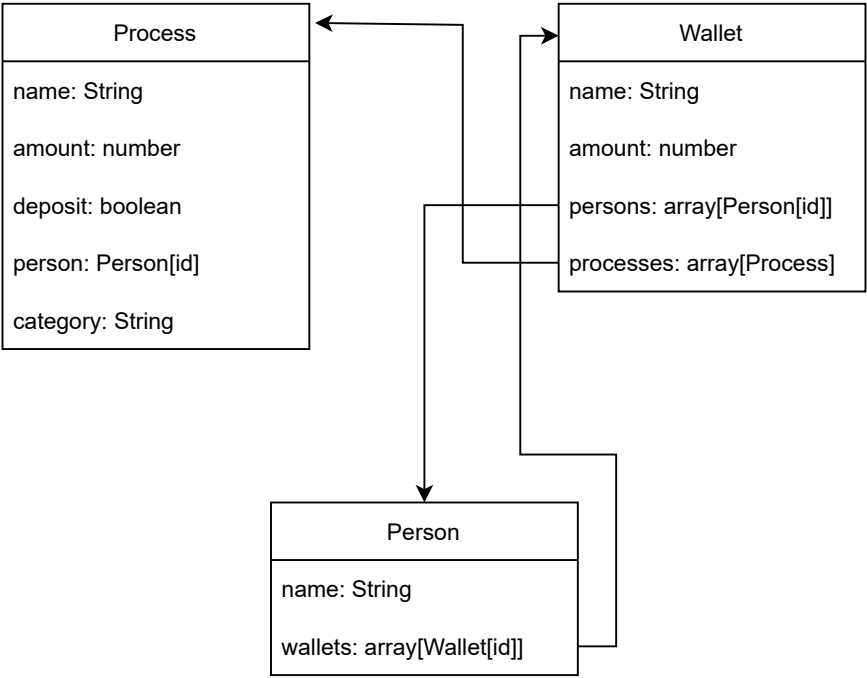 Process
name: String
amount: number
deposit: boolean
person: Person[id]
category: String
Wallet
name: String
amount: number
persons: array[Person[id]]
processes: array[Process]
Person
name: String
wallets: array[Wallet[id]]